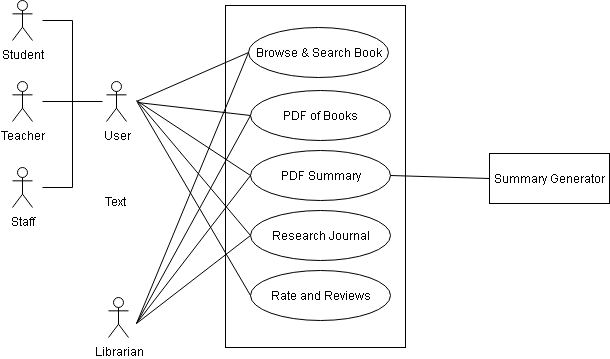 Student
Teacher
Staff
User
Text
Librarian
Browse & Search Book
PDF of Books
PDF Summary
Research Journal
Rate and Reviews
Summary Generator